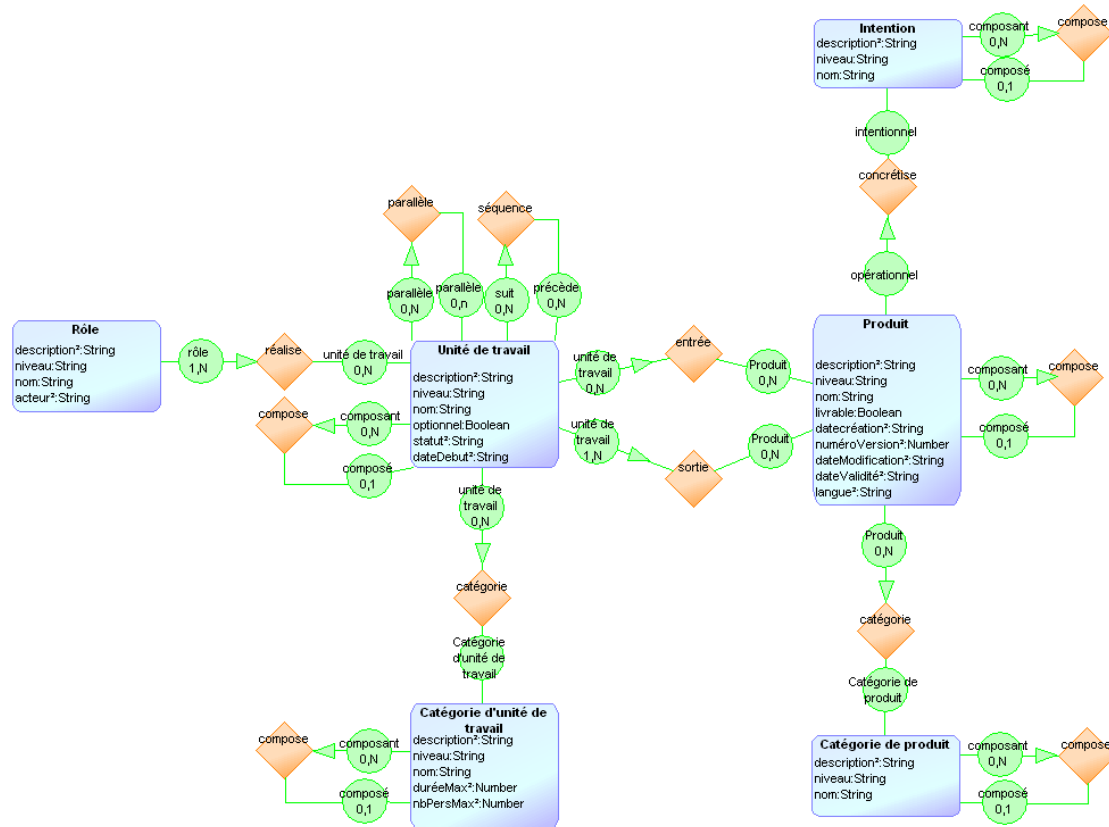 Intention
description²:String
niveau:String
nom:String
composant
0,N
compose
composé
0,1
intentionnel
concrétise
opérationnel
parallèle
séquence
parallèle
0,N
parallèle
0,n
suit
0,N
précède
0,N
Rôle
description²:String
niveau:String
nom:String
acteur²:String
rôle
1,N
réalise
unité de travail
0,N
Unité de travail
description²:String
niveau:String
nom:String
optionnel:Boolean
statut²:String
dateDebut²:String
compose
composant
0,N
composé
0,1
unité de
travail
0,N
entrée
Produit
0,N
unité de
travail
1,N
sortie
Produit
0,N
Produit
description²:String
niveau:String
nom:String
livrable:Boolean
datecréation²:String
numéroVersion²:Number
dateModification²:String
dateValidité²:String
langue²:String
composant
0,N
compose
composé
0,1
unité de
travail
0,N
catégorie
Catégorie
d'unité de
travail
Produit
0,N
catégorie
Catégorie de
produit
Catégorie d'unité de
travail
description²:String
niveau:String
nom:String
duréeMax²:Number
nbPersMax²:Number
compose
composant
0,N
composé
0,1
Catégorie de produit
description²:String
niveau:String
nom:String
composant
0,N
compose
composé
0,1